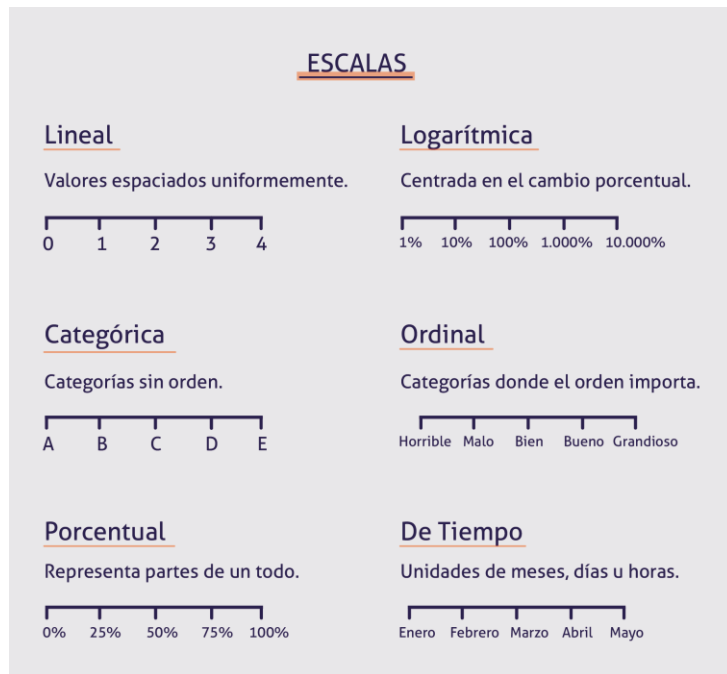 ESCALAS
Lineal
Valores espaciados uniformemente.
0 1 2 3 4
Logarítmica
Centrada en el cambio porcentual.
1% 10% 100% 1.000% 10.000%
Categórica
Categorías sin orden.
A B C D E
Ordinal
Categorías donde el orden importa.
Horrible Malo Bien Bueno Grandioso
Porcentual
Representa partes de un todo.
0% 25% 50% 75% 100%
De Tiempo
Unidades de meses, días u horas.
Enero Febrero Marzo Abril Mayo